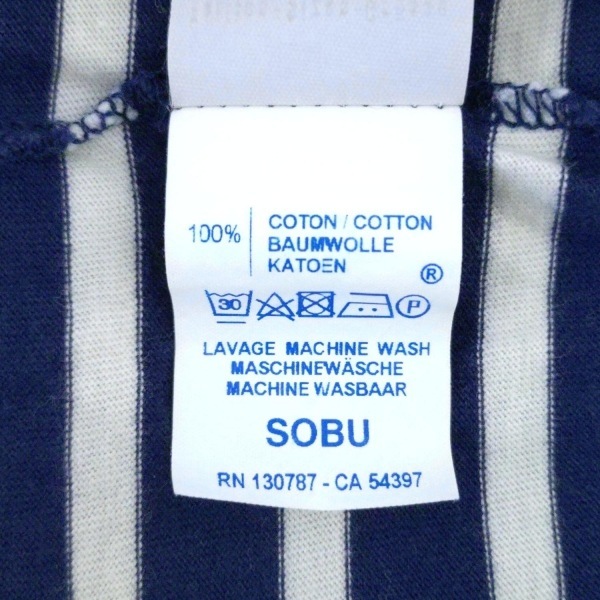 100% COTON / COTTON
BAUMWOLLE
KATOEN
®
30 P
LAVAGE MACHINE WASH
MASCHINEWÄSCHE
MACHINE WASBAAR
SOBU
RN 130787 - CA 54397